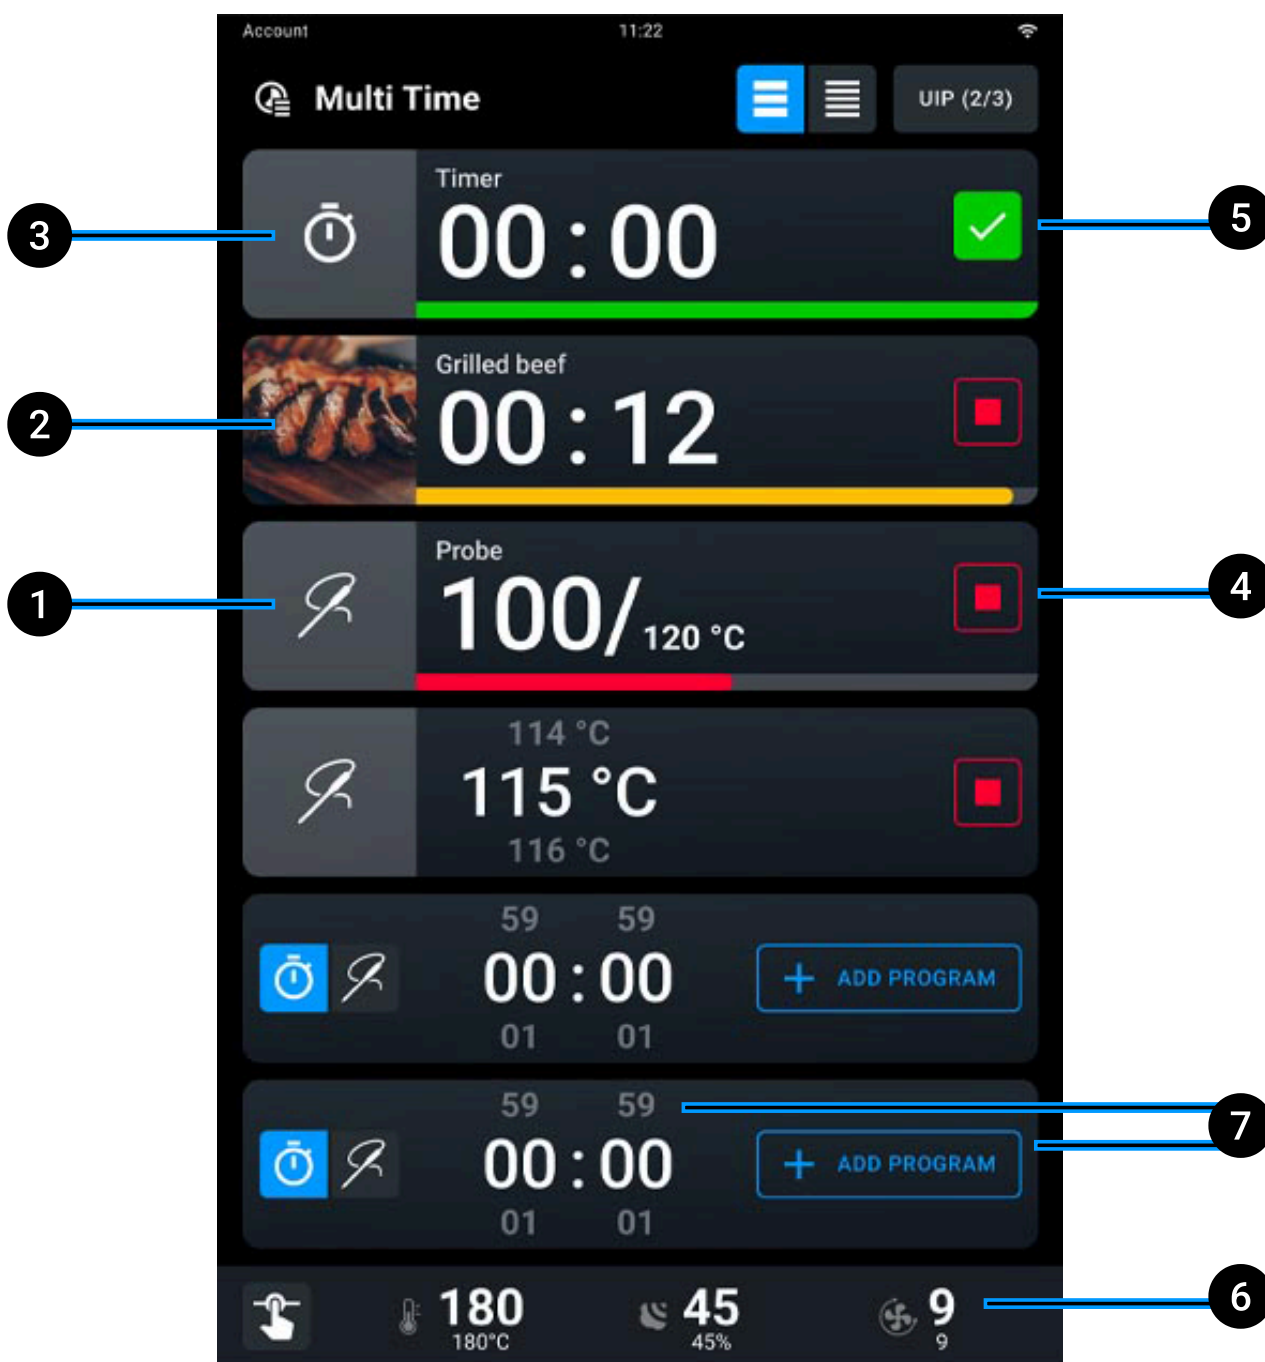 Account 11:22
Multi Time UIP (2/3)
Timer
00 : 00
3
5
Grilled beef
00 : 12
2
Probe
100/ 120 °C
1
4
114 °C
115 °C
116 °C
59 59
00 : 00
01 01
+ ADD PROGRAM
59 59
00 : 00
01 01
+ ADD PROGRAM
7
180
180°C
45
45%
9
9
6